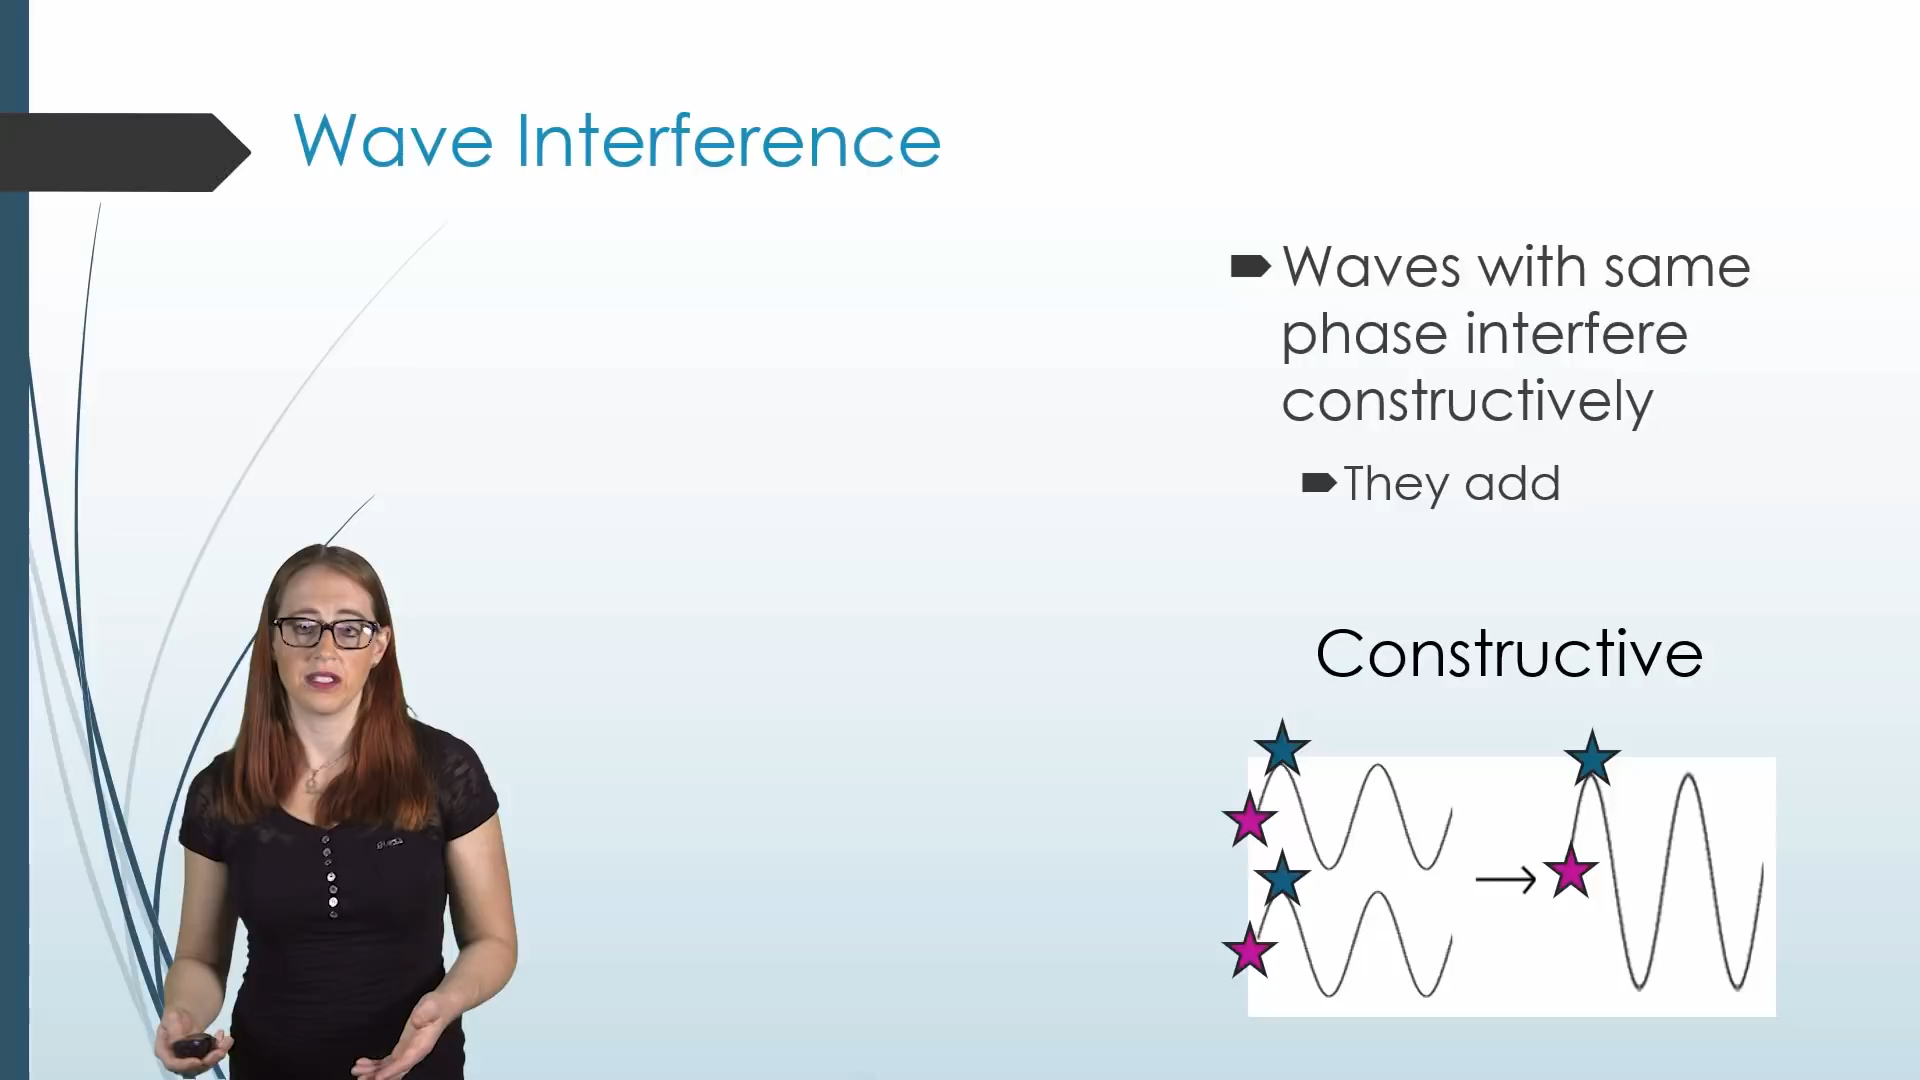 Wave Interference
Waves with same
phase interfere
constructively
They add
Constructive